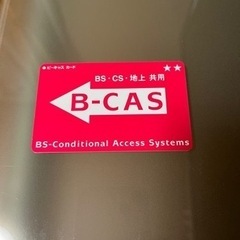 ビーキャス カード ★★
BS・CS・地上 共用
B-CAS
BS-Conditional Access Systems